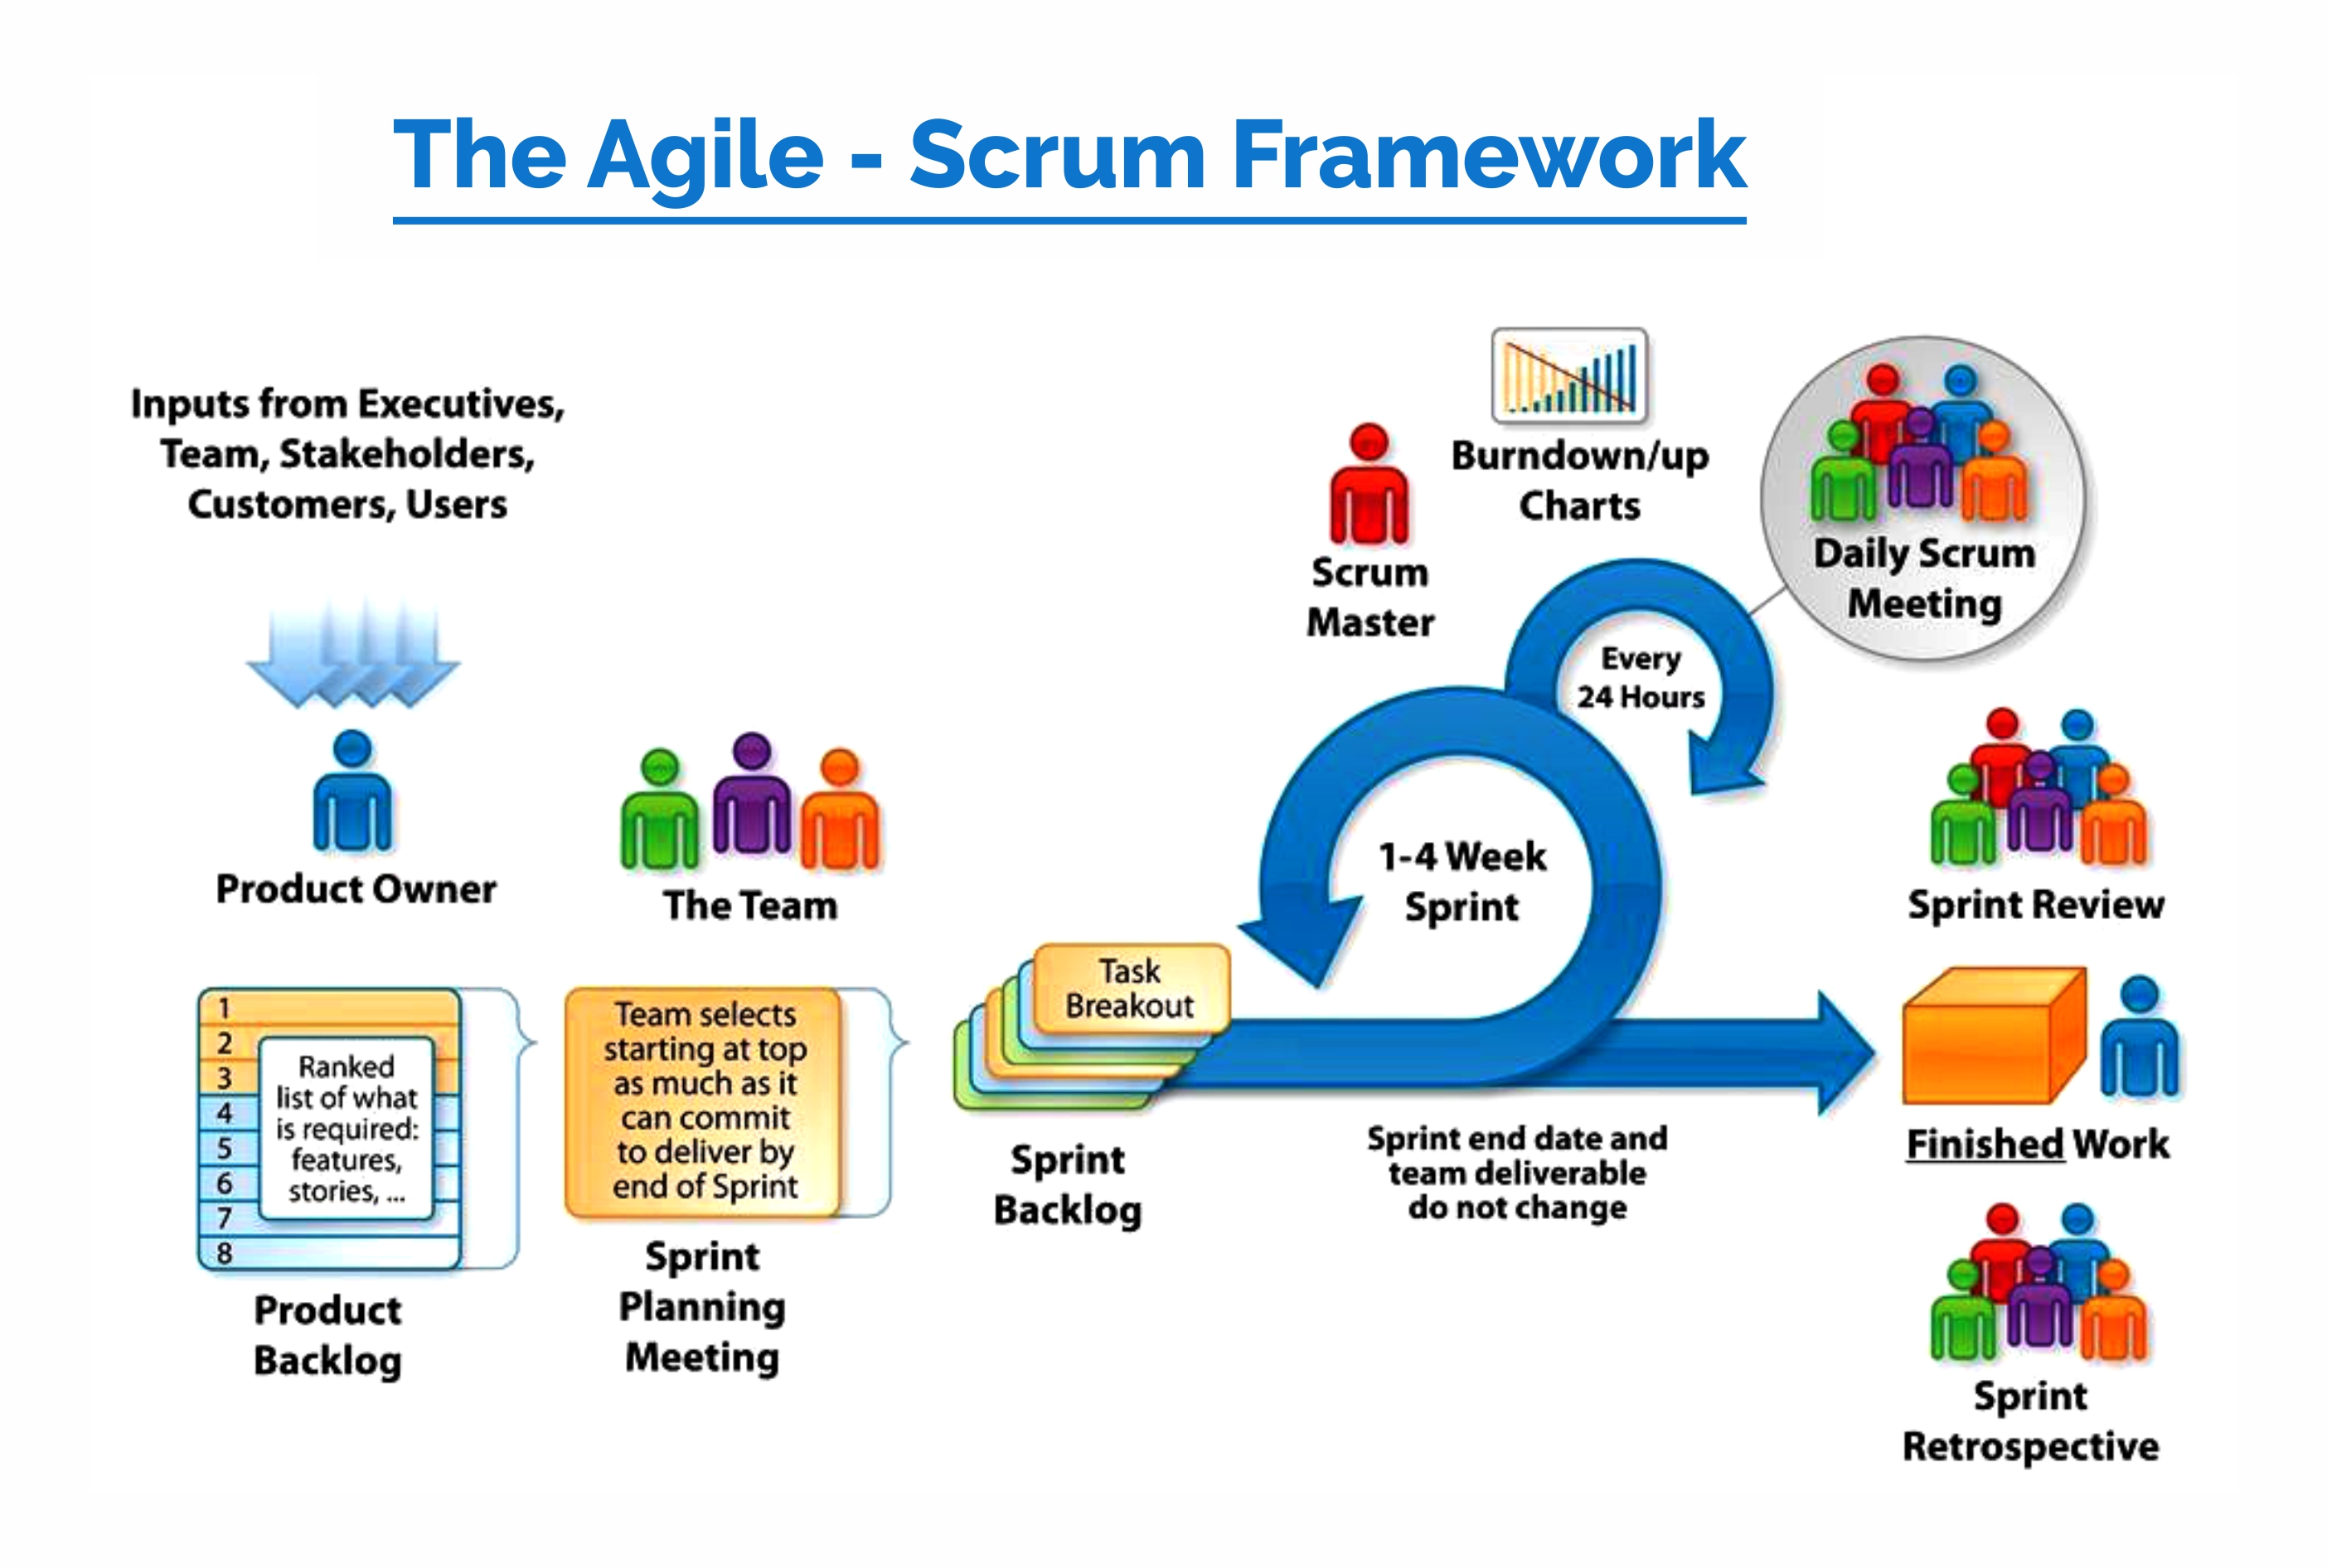 The Agile - Scrum Framework
Inputs from Executives,
Team, Stakeholders,
Customers, Users
Product Owner
The Team
1
2
3
4
5
6
7
8
Ranked
list of what
is required:
features,
stories, ...
Product
Backlog
Team selects
starting at top
as much as it
can commit
to deliver by
end of Sprint
Sprint
Planning
Meeting
Task
Breakout
Sprint
Backlog
Scrum
Master
Burndown/up
Charts
Daily Scrum
Meeting
Every
24 Hours
1-4 Week
Sprint
Sprint end date and
team deliverable
do not change
Sprint Review
Finished Work
Sprint
Retrospective